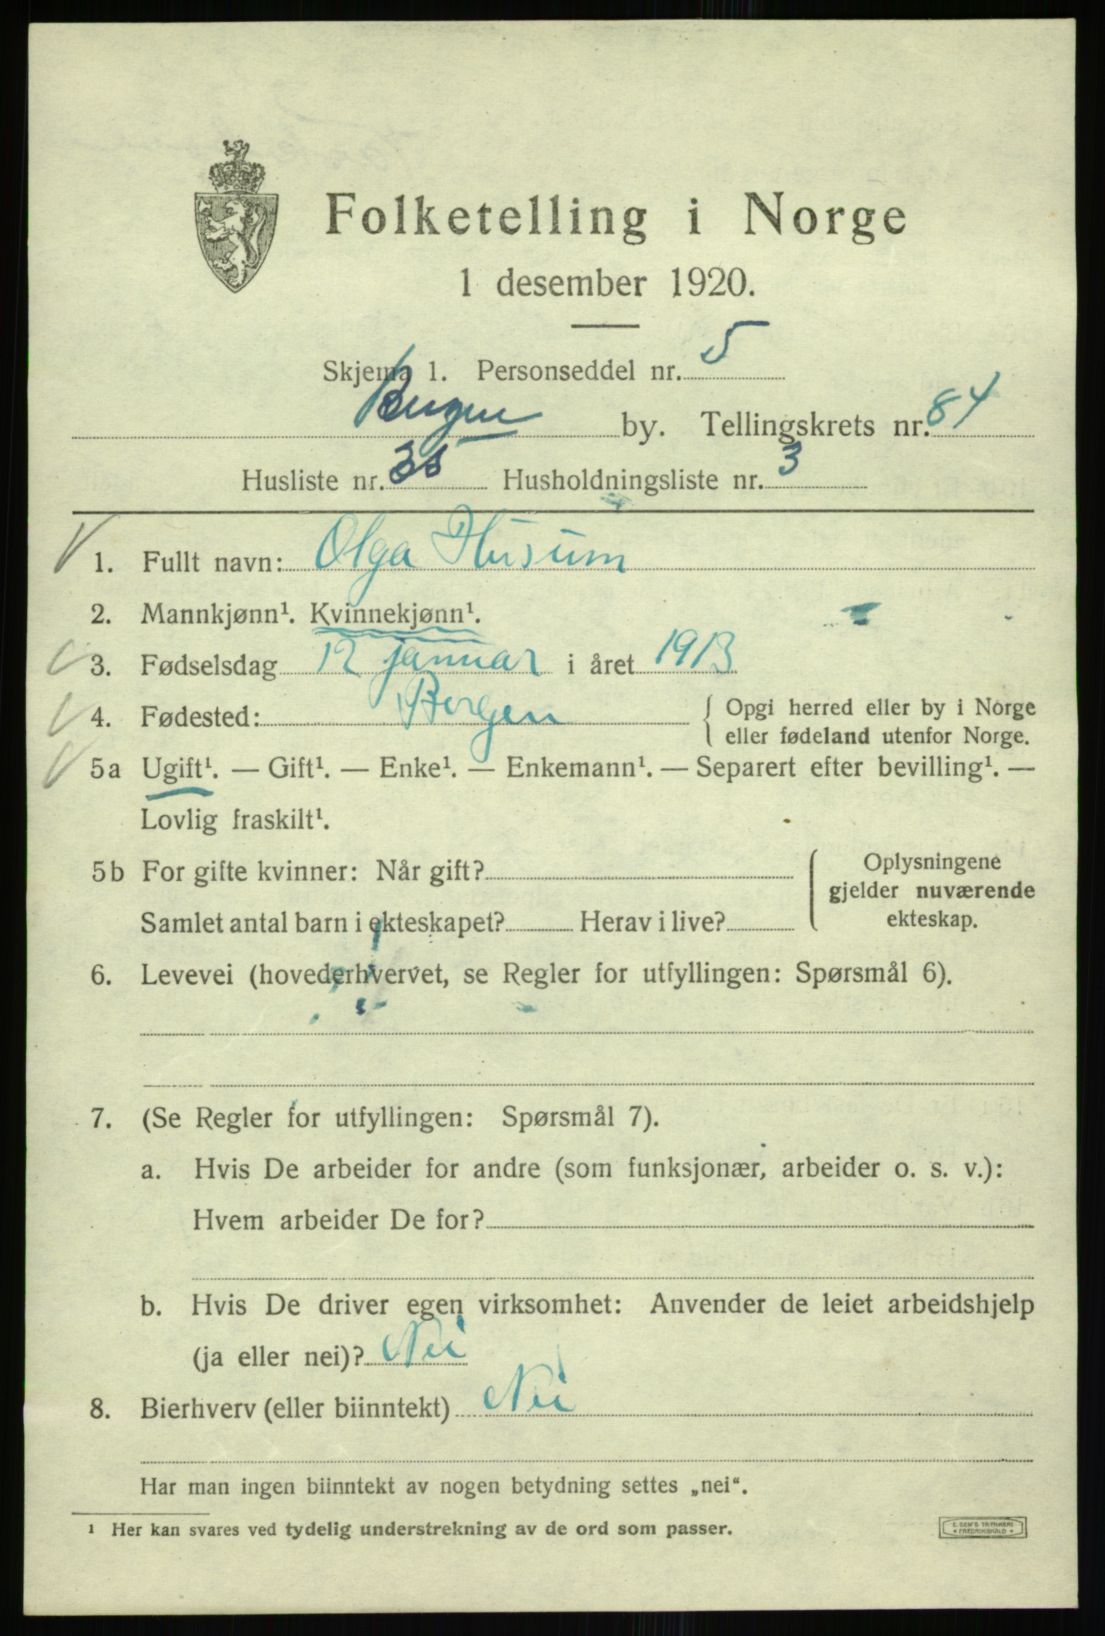 Folketelling i Norge
1 desember 1920.
Skjema 1. Personseddel nr. 5
Bergen by. Tellingskrets nr. 84
Husliste nr. Husholdningsliste nr. 3
1. Fullt navn: Olga Husum
2. Mannkjønn¹. Kvinnekjønn¹.
3. Fødselsdag 12 januar i året 1913
4. Fødested: Bergen { Opgi herred eller by i Norge
eller fødeland utenfor Norge.
5a Ugift¹. — Gift¹. — Enke¹. — Enkemann¹. — Separert efter bevilling¹. —
Lovlig fraskilt¹.
5b For gifte kvinner: Når gift?
Samlet antal barn i ekteskapet? Herav i live?
{ Oplysningene
gjelder nuværende
ekteskap.
6. Levevei (hovederhvervet, se Regler for utfyllingen: Spørsmål 6).
7. (Se Regler for utfyllingen: Spørsmål 7).
a. Hvis De arbeider for andre (som funksjonær, arbeider o. s. v.):
Hvem arbeider De for?
b. Hvis De driver egen virksomhet: Anvender de leiet arbeidshjelp
(ja eller nei)? Nei
8. Bierhverv (eller biinntekt) Nei
Har man ingen biinntekt av nogen betydning settes „nei“.
¹ Her kan svares ved tydelig understrekning av de ord som passer.